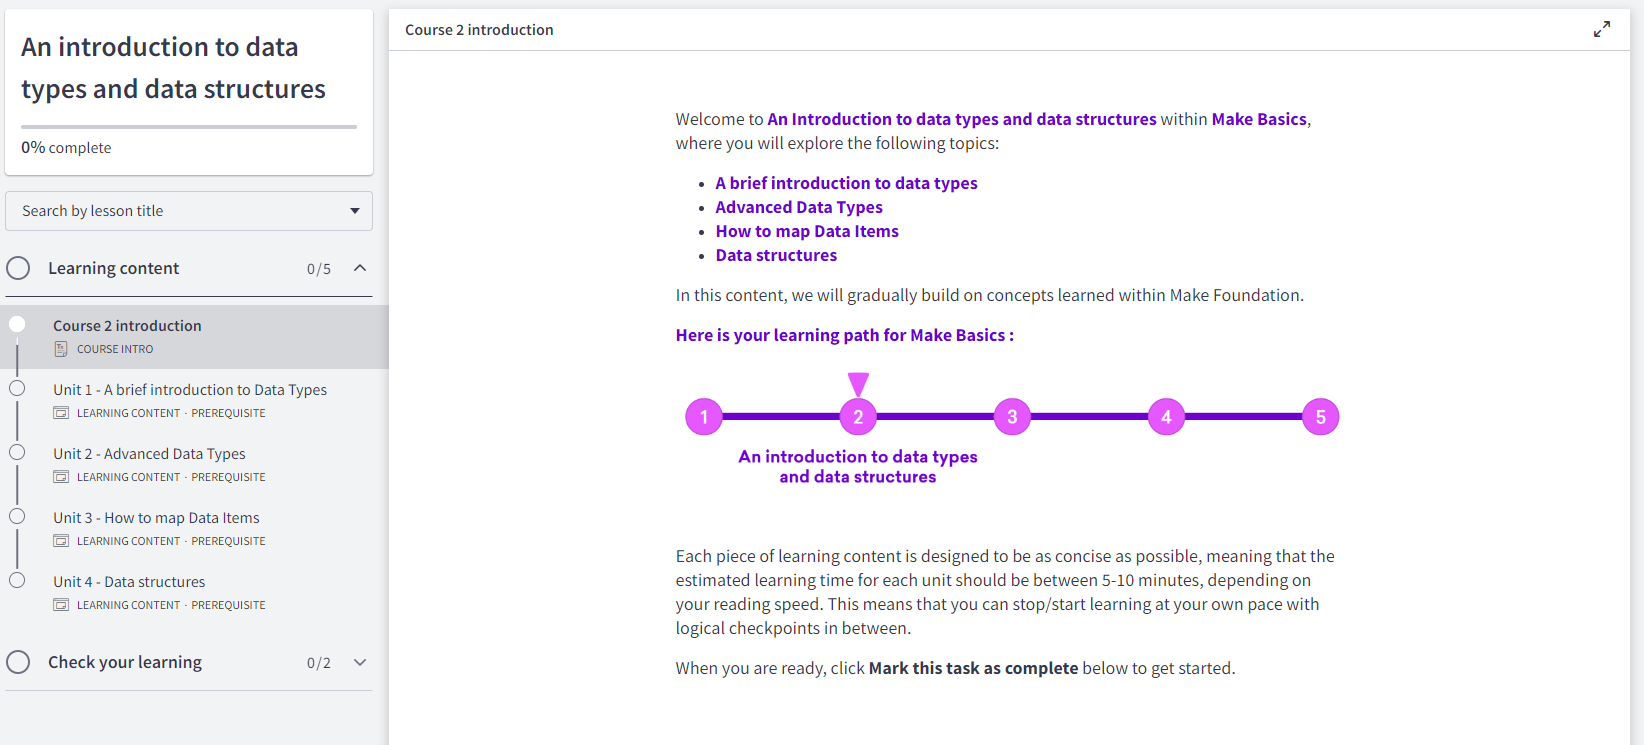 An introduction to data
types and data structures
0% complete
Search by lesson title
Learning content 0/5
Course 2 introduction
COURSE INTRO
Unit 1 - A brief introduction to Data Types
LEARNING CONTENT · PREREQUISITE
Unit 2 - Advanced Data Types
LEARNING CONTENT · PREREQUISITE
Unit 3 - How to map Data Items
LEARNING CONTENT · PREREQUISITE
Unit 4 - Data structures
LEARNING CONTENT · PREREQUISITE
Check your learning 0/2
Course 2 introduction
Welcome to An Introduction to data types and data structures within Make Basics,
where you will explore the following topics:
• A brief introduction to data types
• Advanced Data Types
• How to map Data Items
• Data structures
In this content, we will gradually build on concepts learned within Make Foundation.
Here is your learning path for Make Basics :
1 2 3 4 5
An introduction to data types
and data structures
Each piece of learning content is designed to be as concise as possible, meaning that the
estimated learning time for each unit should be between 5-10 minutes, depending on
your reading speed. This means that you can stop/start learning at your own pace with
logical checkpoints in between.
When you are ready, click Mark this task as complete below to get started.